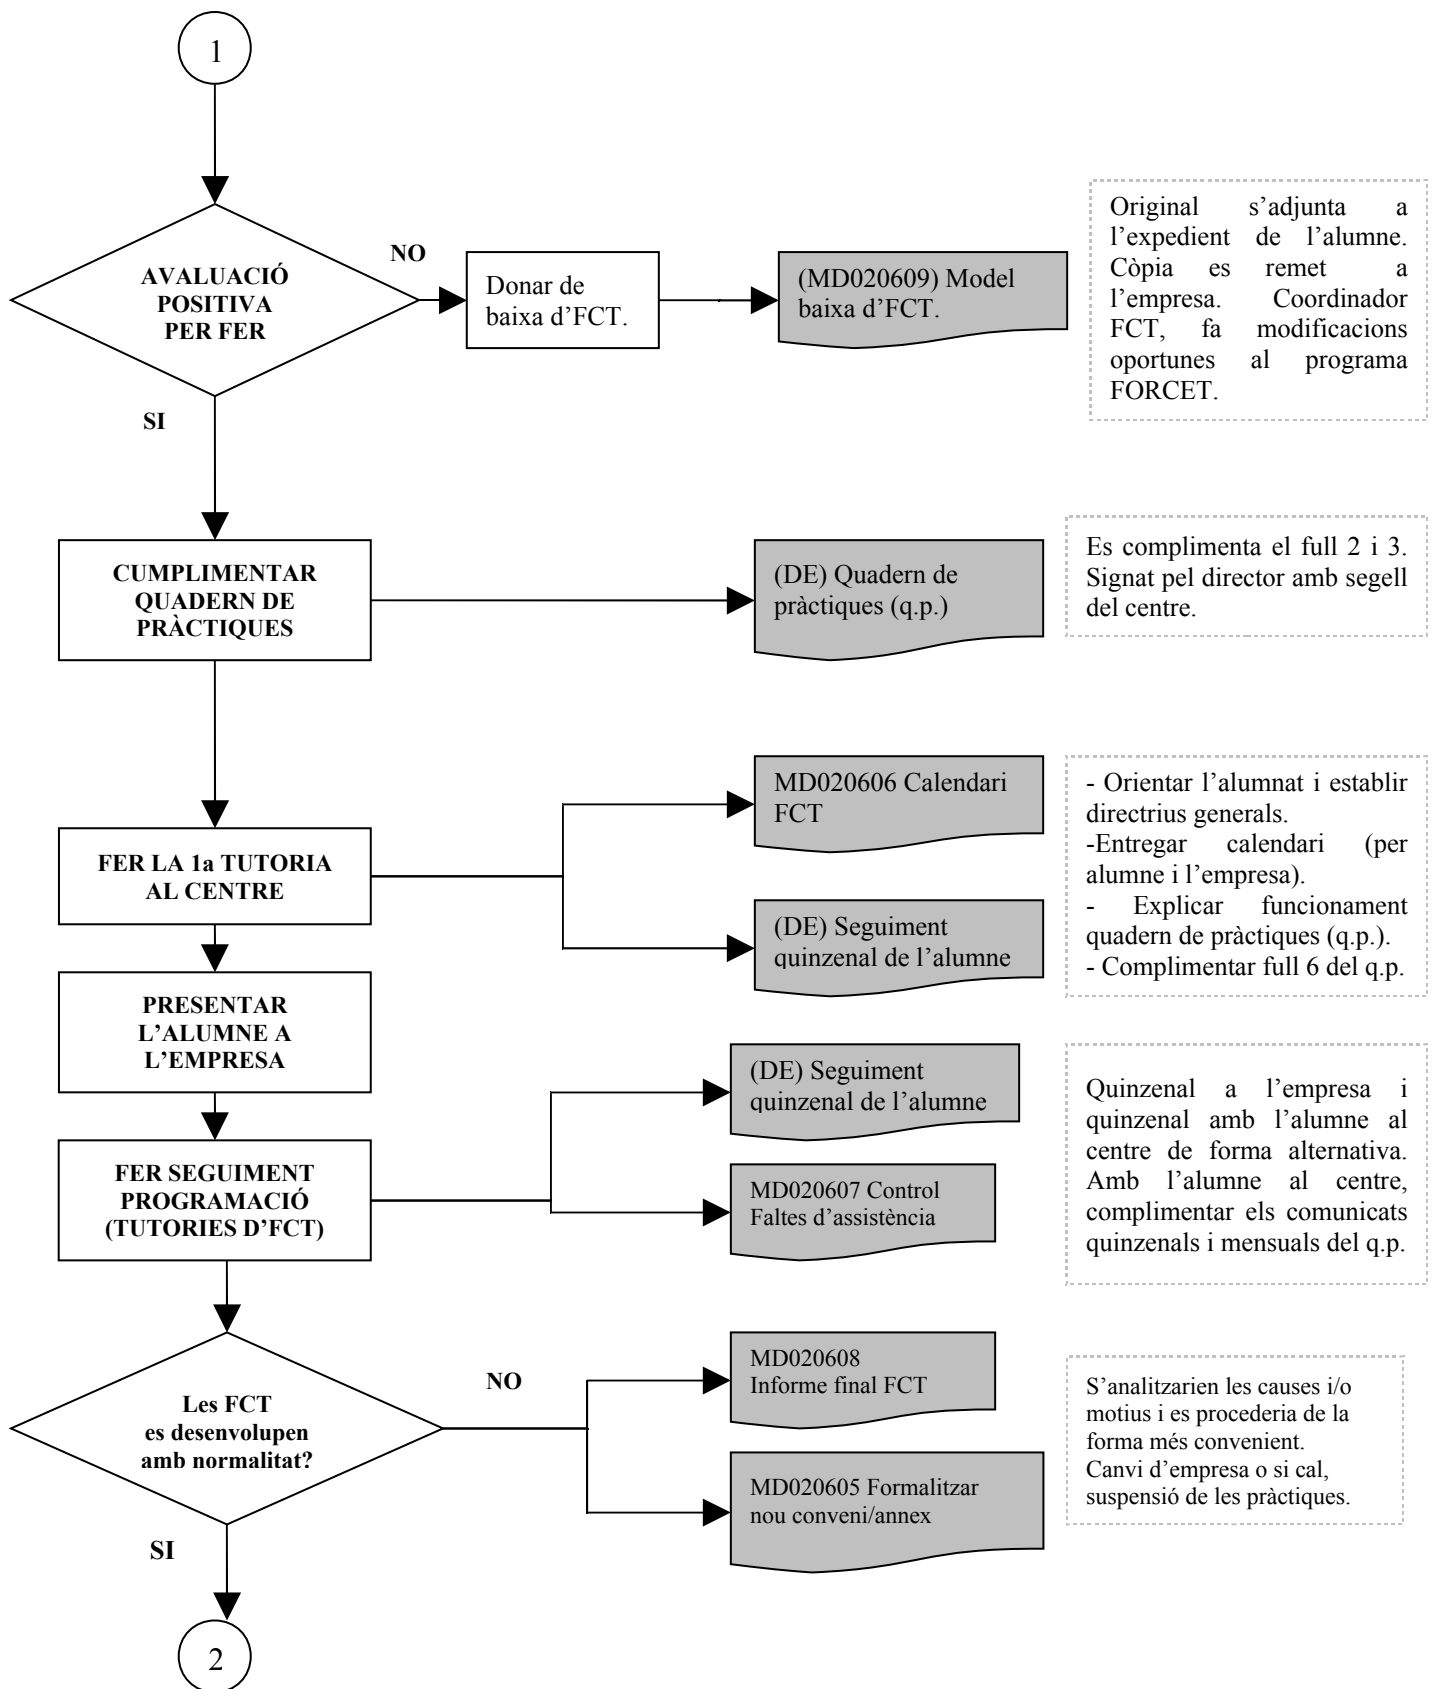 1
AVALUACIÓ
POSITIVA
PER FER
NO
SI
Donar de
baixa d’FCT.
(MD020609) Model
baixa d’FCT.
Original s’adjunta a
l’expedient de l’alumne.
Còpia es remet a
l’empresa. Coordinador
FCT, fa modificacions
oportunes al programa
FORCET.
CUMPLIMENTAR
QUADERN DE
PRÀCTIQUES
(DE) Quadern de
pràctiques (q.p.)
Es complimenta el full 2 i 3.
Signat pel director amb segell
del centre.
FER LA 1a TUTORIA
AL CENTRE
MD020606 Calendari
FCT
(DE) Seguiment
quinzenal de l’alumne
- Orientar l’alumnat i establir
directrius generals.
-Entregar calendari (per
alumne i l’empresa).
- Explicar funcionament
quadern de pràctiques (q.p.).
- Complimentar full 6 del q.p.
PRESENTAR
L’ALUMNE A
L’EMPRESA
FER SEGUIMENT
PROGRAMACIÓ
(TUTORIES D’FCT)
(DE) Seguiment
quinzenal de l’alumne
MD020607 Control
Faltes d’assistència
Quinzenal a l’empresa i
quinzenal amb l’alumne al
centre de forma alternativa.
Amb l’alumne al centre,
complimentar els comunicats
quinzenals i mensuals del q.p.
Les FCT
es desenvolupen
amb normalitat?
NO
SI
MD020608
Informe final FCT
MD020605 Formalitzar
nou conveni/annex
S’analitzarien les causes i/o
motius i es procederia de la
forma més convenient.
Canvi d’empresa o si cal,
suspensió de les pràctiques.
2